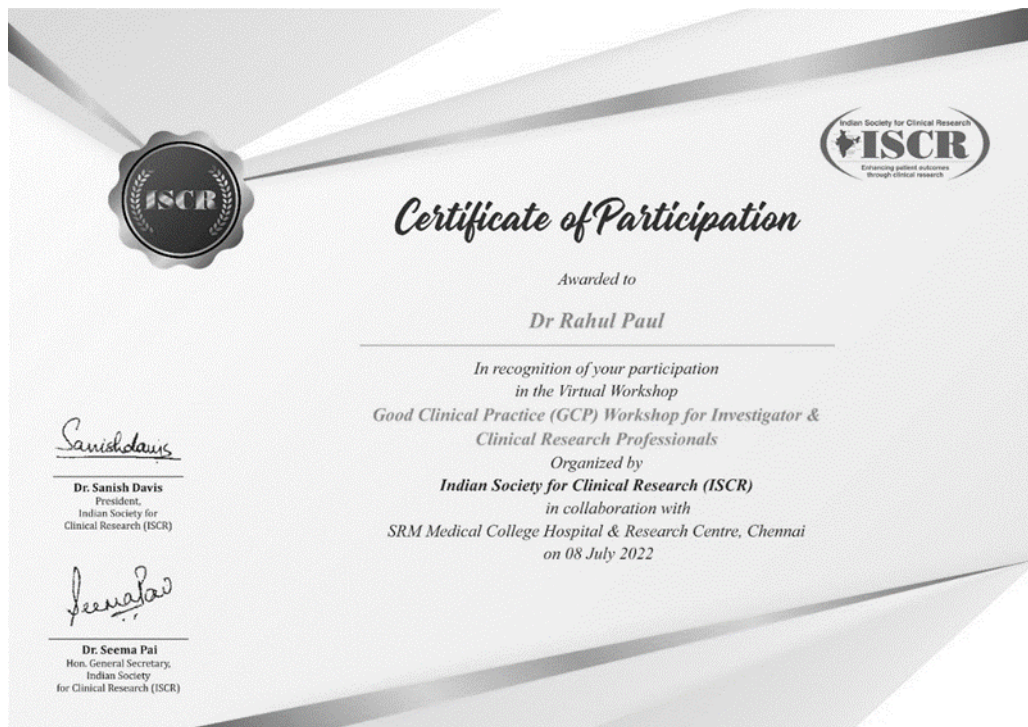 ISCR
Indian Society for Clinical Research
ISCR
Enhancing patient outcomes
through clinical research
Certificate of Participation
Awarded to
Dr Rahul Paul
In recognition of your participation
in the Virtual Workshop
Good Clinical Practice (GCP) Workshop for Investigator &
Clinical Research Professionals
Organized by
Indian Society for Clinical Research (ISCR)
in collaboration with
SRM Medical College Hospital & Research Centre, Chennai
on 08 July 2022
Sanishdavis
Dr. Sanish Davis
President,
Indian Society for
Clinical Research (ISCR)
SeemaPai
Dr. Seema Pai
Hon. General Secretary,
Indian Society
for Clinical Research (ISCR)